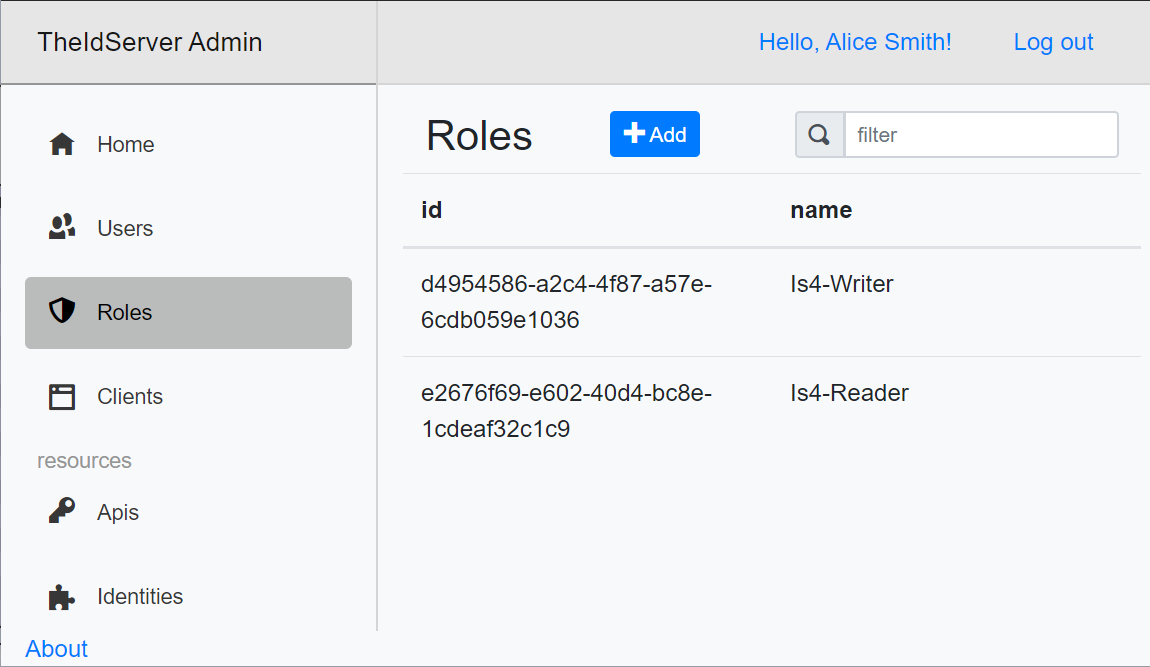 TheIdServer Admin
Hello, Alice Smith!
Log out
Home
Users
Roles
Clients
resources
Apis
Identities
About
Roles
Add
filter
id
name
d4954586-a2c4-4f87-a57e-
6cdb059e1036
Is4-Writer
e2676f69-e602-40d4-bc8e-
1cdeaf32c1c9
Is4-Reader